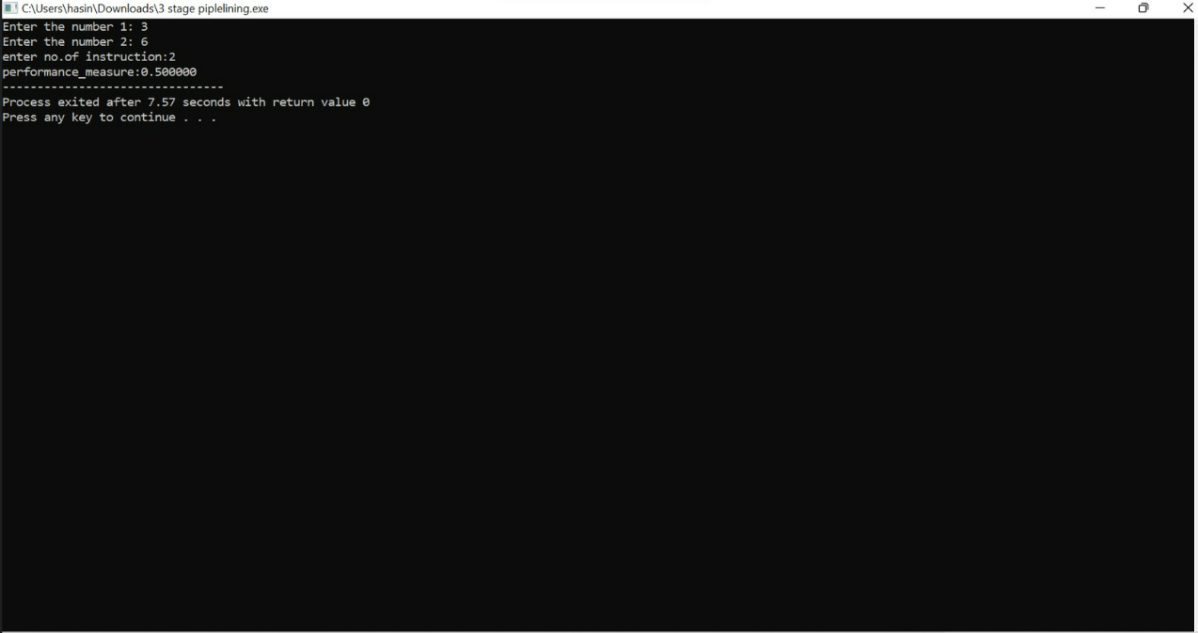 C:\Users\hasin\Downloads\3 stage piplelining.exe
Enter the number 1: 3
Enter the number 2: 6
enter no.of instruction:2
performance_measure:0.500000
--------------------------------
Process exited after 7.57 seconds with return value 0
Press any key to continue . . .